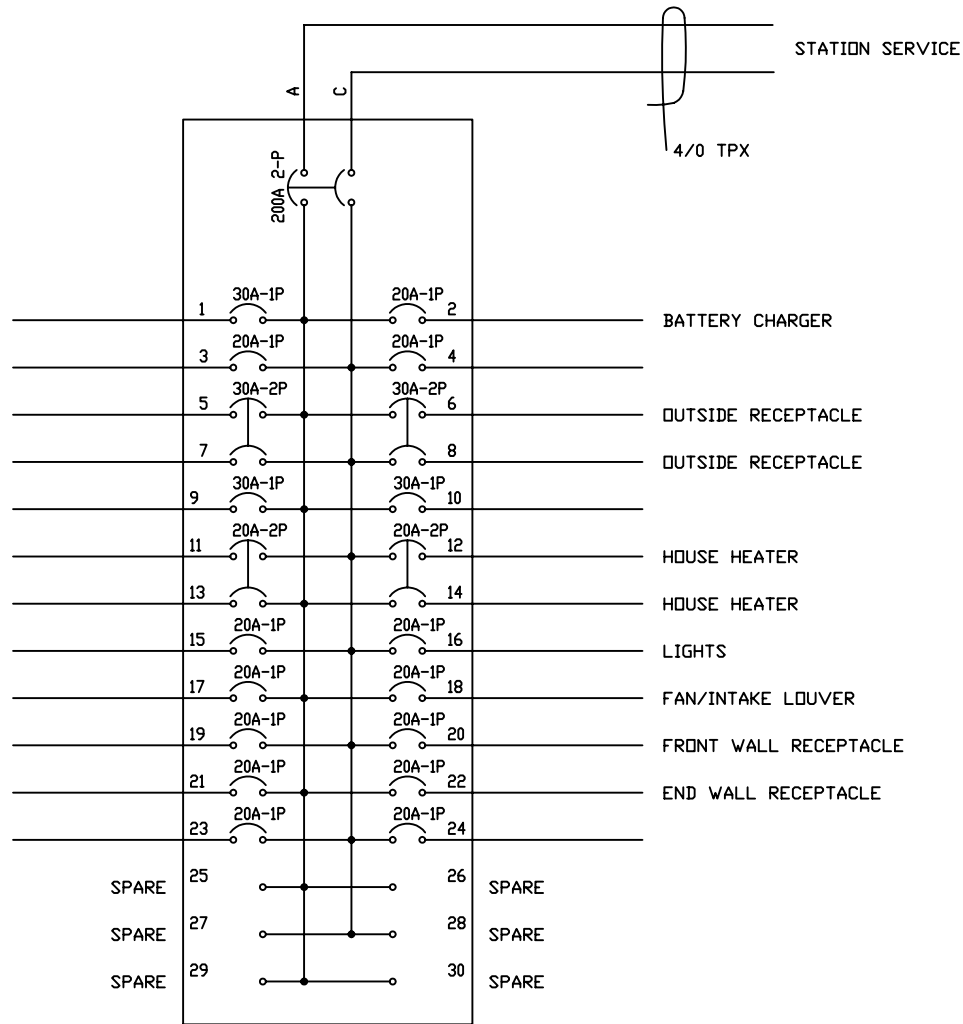 STATION SERVICE
A
C
4/0 TPX
200A 2-P
30A-1P 20A-1P
1 2 BATTERY CHARGER
20A-1P 20A-1P
3 4
30A-2P 30A-2P
5 6 OUTSIDE RECEPTACLE
7 8 OUTSIDE RECEPTACLE
30A-1P 30A-1P
9 10
20A-2P 20A-2P
11 12 HOUSE HEATER
13 14 HOUSE HEATER
20A-1P 20A-1P
15 16 LIGHTS
20A-1P 20A-1P
17 18 FAN/INTAKE LOUVER
20A-1P 20A-1P
19 20 FRONT WALL RECEPTACLE
20A-1P 20A-1P
21 22 END WALL RECEPTACLE
20A-1P 20A-1P
23 24
SPARE 25 26 SPARE
SPARE 27 28 SPARE
SPARE 29 30 SPARE